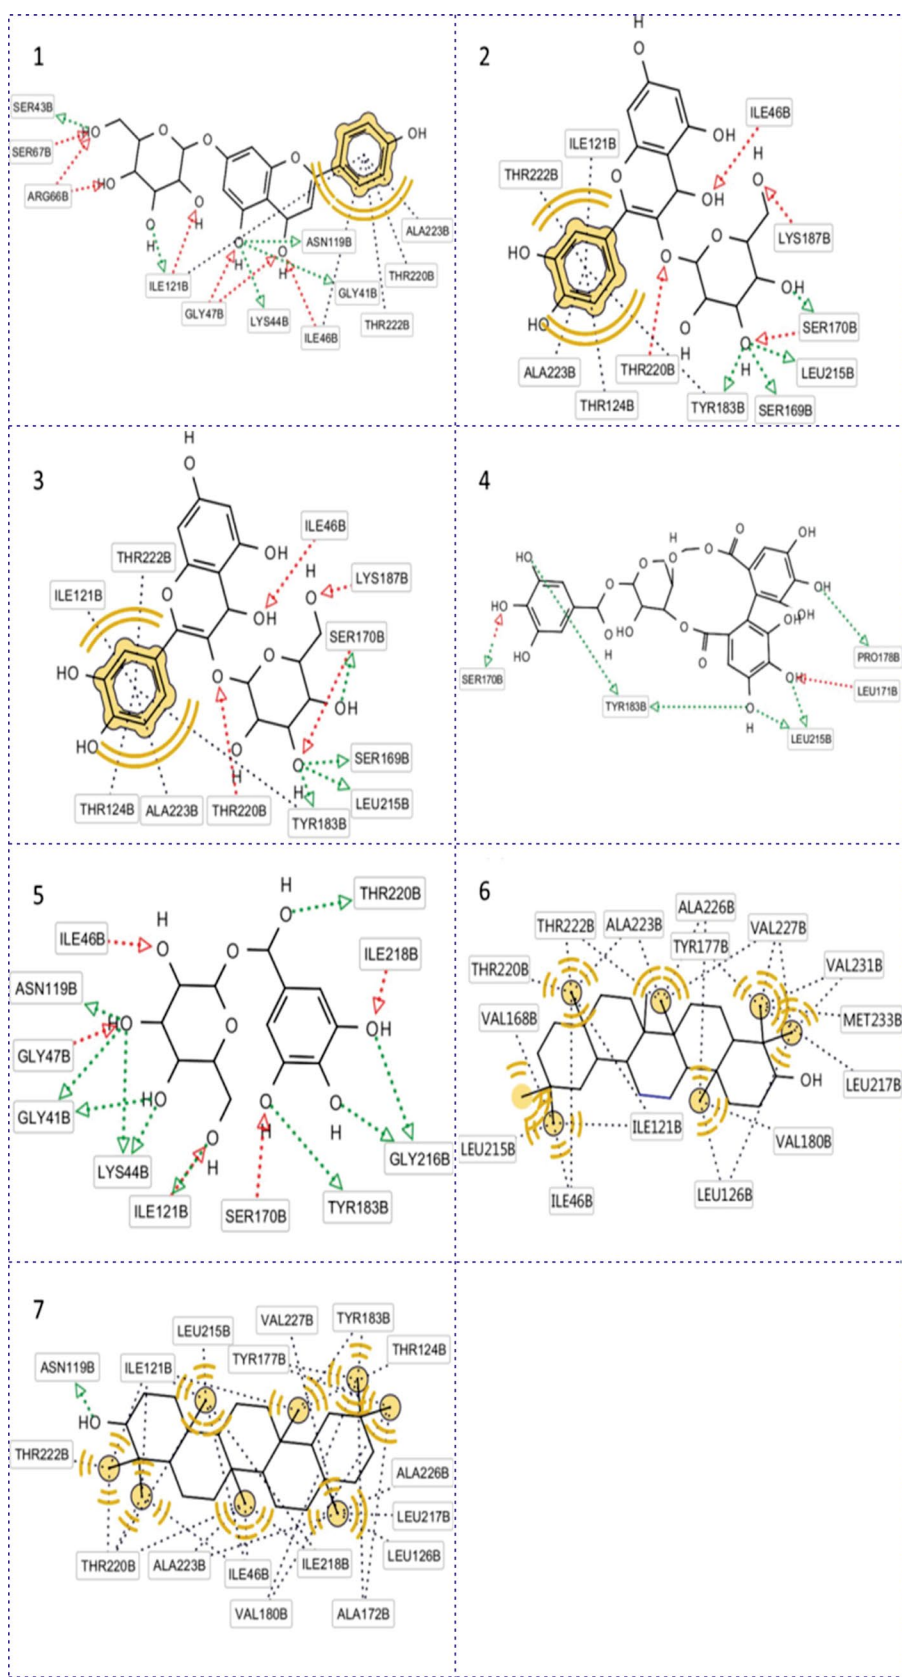 1
SER43B
HO
SER67B
HO
ARG66B
O
O
O
OH
O
H
O
H
ILE121B
O
H
O
H
ASN119B
ALA223B
THR220B
GLY41B
GLY47B
LYS44B
THR222B
ILE46B
2
H
O
ILE46B
ILE121B
OH
H
THR222B
O
OH
O
LYS187B
HO
O
O
OH
HO
O
H
O
H
SER170B
ALA223B
THR220B
LEU215B
THR124B
TYR183B
SER169B
3
H
O
ILE46B
THR222B
OH
H
LYS187B
ILE121B
O
OH
O
SER170B
HO
O
O
OH
HO
O
H
O
H
SER169B
THR124B
ALA223B
THR220B
LEU215B
TYR183B
4
HO
H
O
O
O
OH
HO
O
O
OH
HO
O
H
HO
O
O
OH
OH
SER170B
PRO178B
OH
LEU171B
TYR183B
O
H
LEU215B
5
H
O
THR220B
H
O
ILE46B
O
ILE218B
ASN119B
HO
O
OH
GLY47B
HO
GLY41B
O
H
O
H
LYS44B
O
H
GLY216B
ILE121B
SER170B
TYR183B
6
ALA226B
THR222B
ALA223B
VAL227B
TYR177B
THR220B
VAL231B
VAL168B
MET233B
OH
LEU217B
LEU215B
ILE121B
VAL180B
ILE46B
LEU126B
7
VAL227B
TYR183B
LEU215B
ASN119B
ILE121B
TYR177B
THR124B
HO
THR222B
ALA226B
LEU217B
THR220B
ALA223B
ILE46B
ILE218B
LEU126B
VAL180B
ALA172B